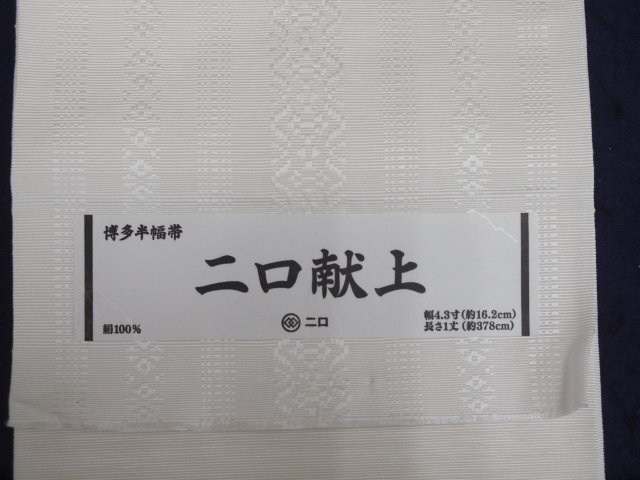 博多半幅帯
二口献上
絹100%
二口
幅4.3寸(約16.2cm)
長さ1丈(約378cm)